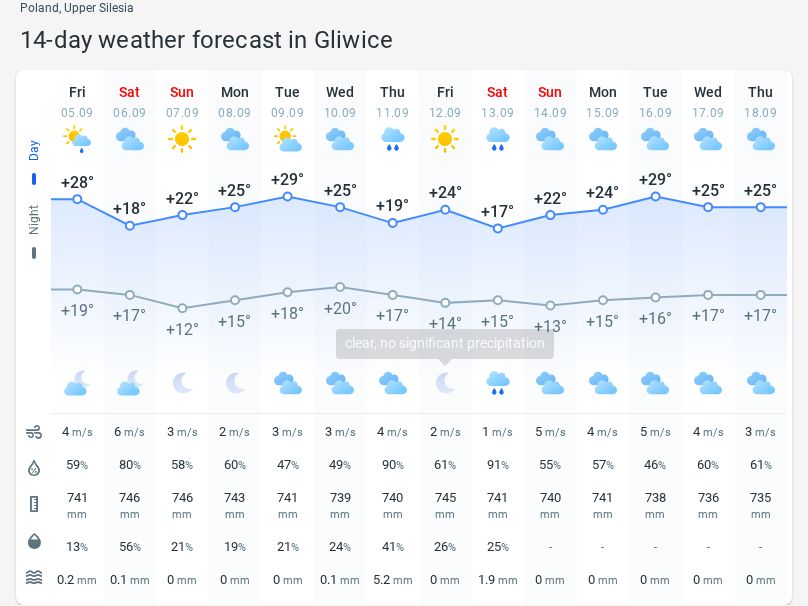 Poland, Upper Silesia
14-day weather forecast in Gliwice
Fri Sat Sun Mon Tue Wed Thu Fri Sat Sun Mon Tue Wed Thu
05.09 06.09 07.09 08.09 09.09 10.09 11.09 12.09 13.09 14.09 15.09 16.09 17.09 18.09
Day
+28° +18° +22° +25° +29° +25° +19° +24° +17° +22° +24° +29° +25° +25°
Night
+19° +17° +12° +15° +18° +20° +17° +14° +15° +13° +15° +16° +17° +17°
clear, no significant precipitation
4 m/s 6 m/s 3 m/s 2 m/s 3 m/s 3 m/s 4 m/s 2 m/s 1 m/s 5 m/s 4 m/s 5 m/s 4 m/s 3 m/s
59% 80% 58% 60% 47% 49% 90% 61% 91% 55% 57% 46% 60% 61%
741 746 746 743 741 739 740 745 741 740 741 738 736 735
mm mm mm mm mm mm mm mm mm mm mm mm mm mm
13% 56% 21% 19% 21% 24% 41% 26% 25% - - - - -
0.2 mm 0.1 mm 0 mm 0 mm 0 mm 0.1 mm 5.2 mm 0 mm 1.9 mm 0 mm 0 mm 0 mm 0 mm 0 mm